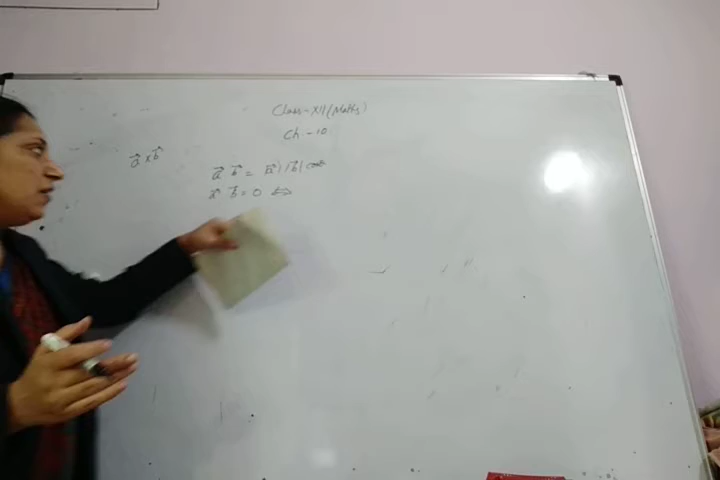 Class-XII (Maths)
Ch-10
a⃗ × b⃗
a⃗ b⃗ = |a⃗| |b⃗| cosθ
a⃗ b⃗ = 0 ⇔